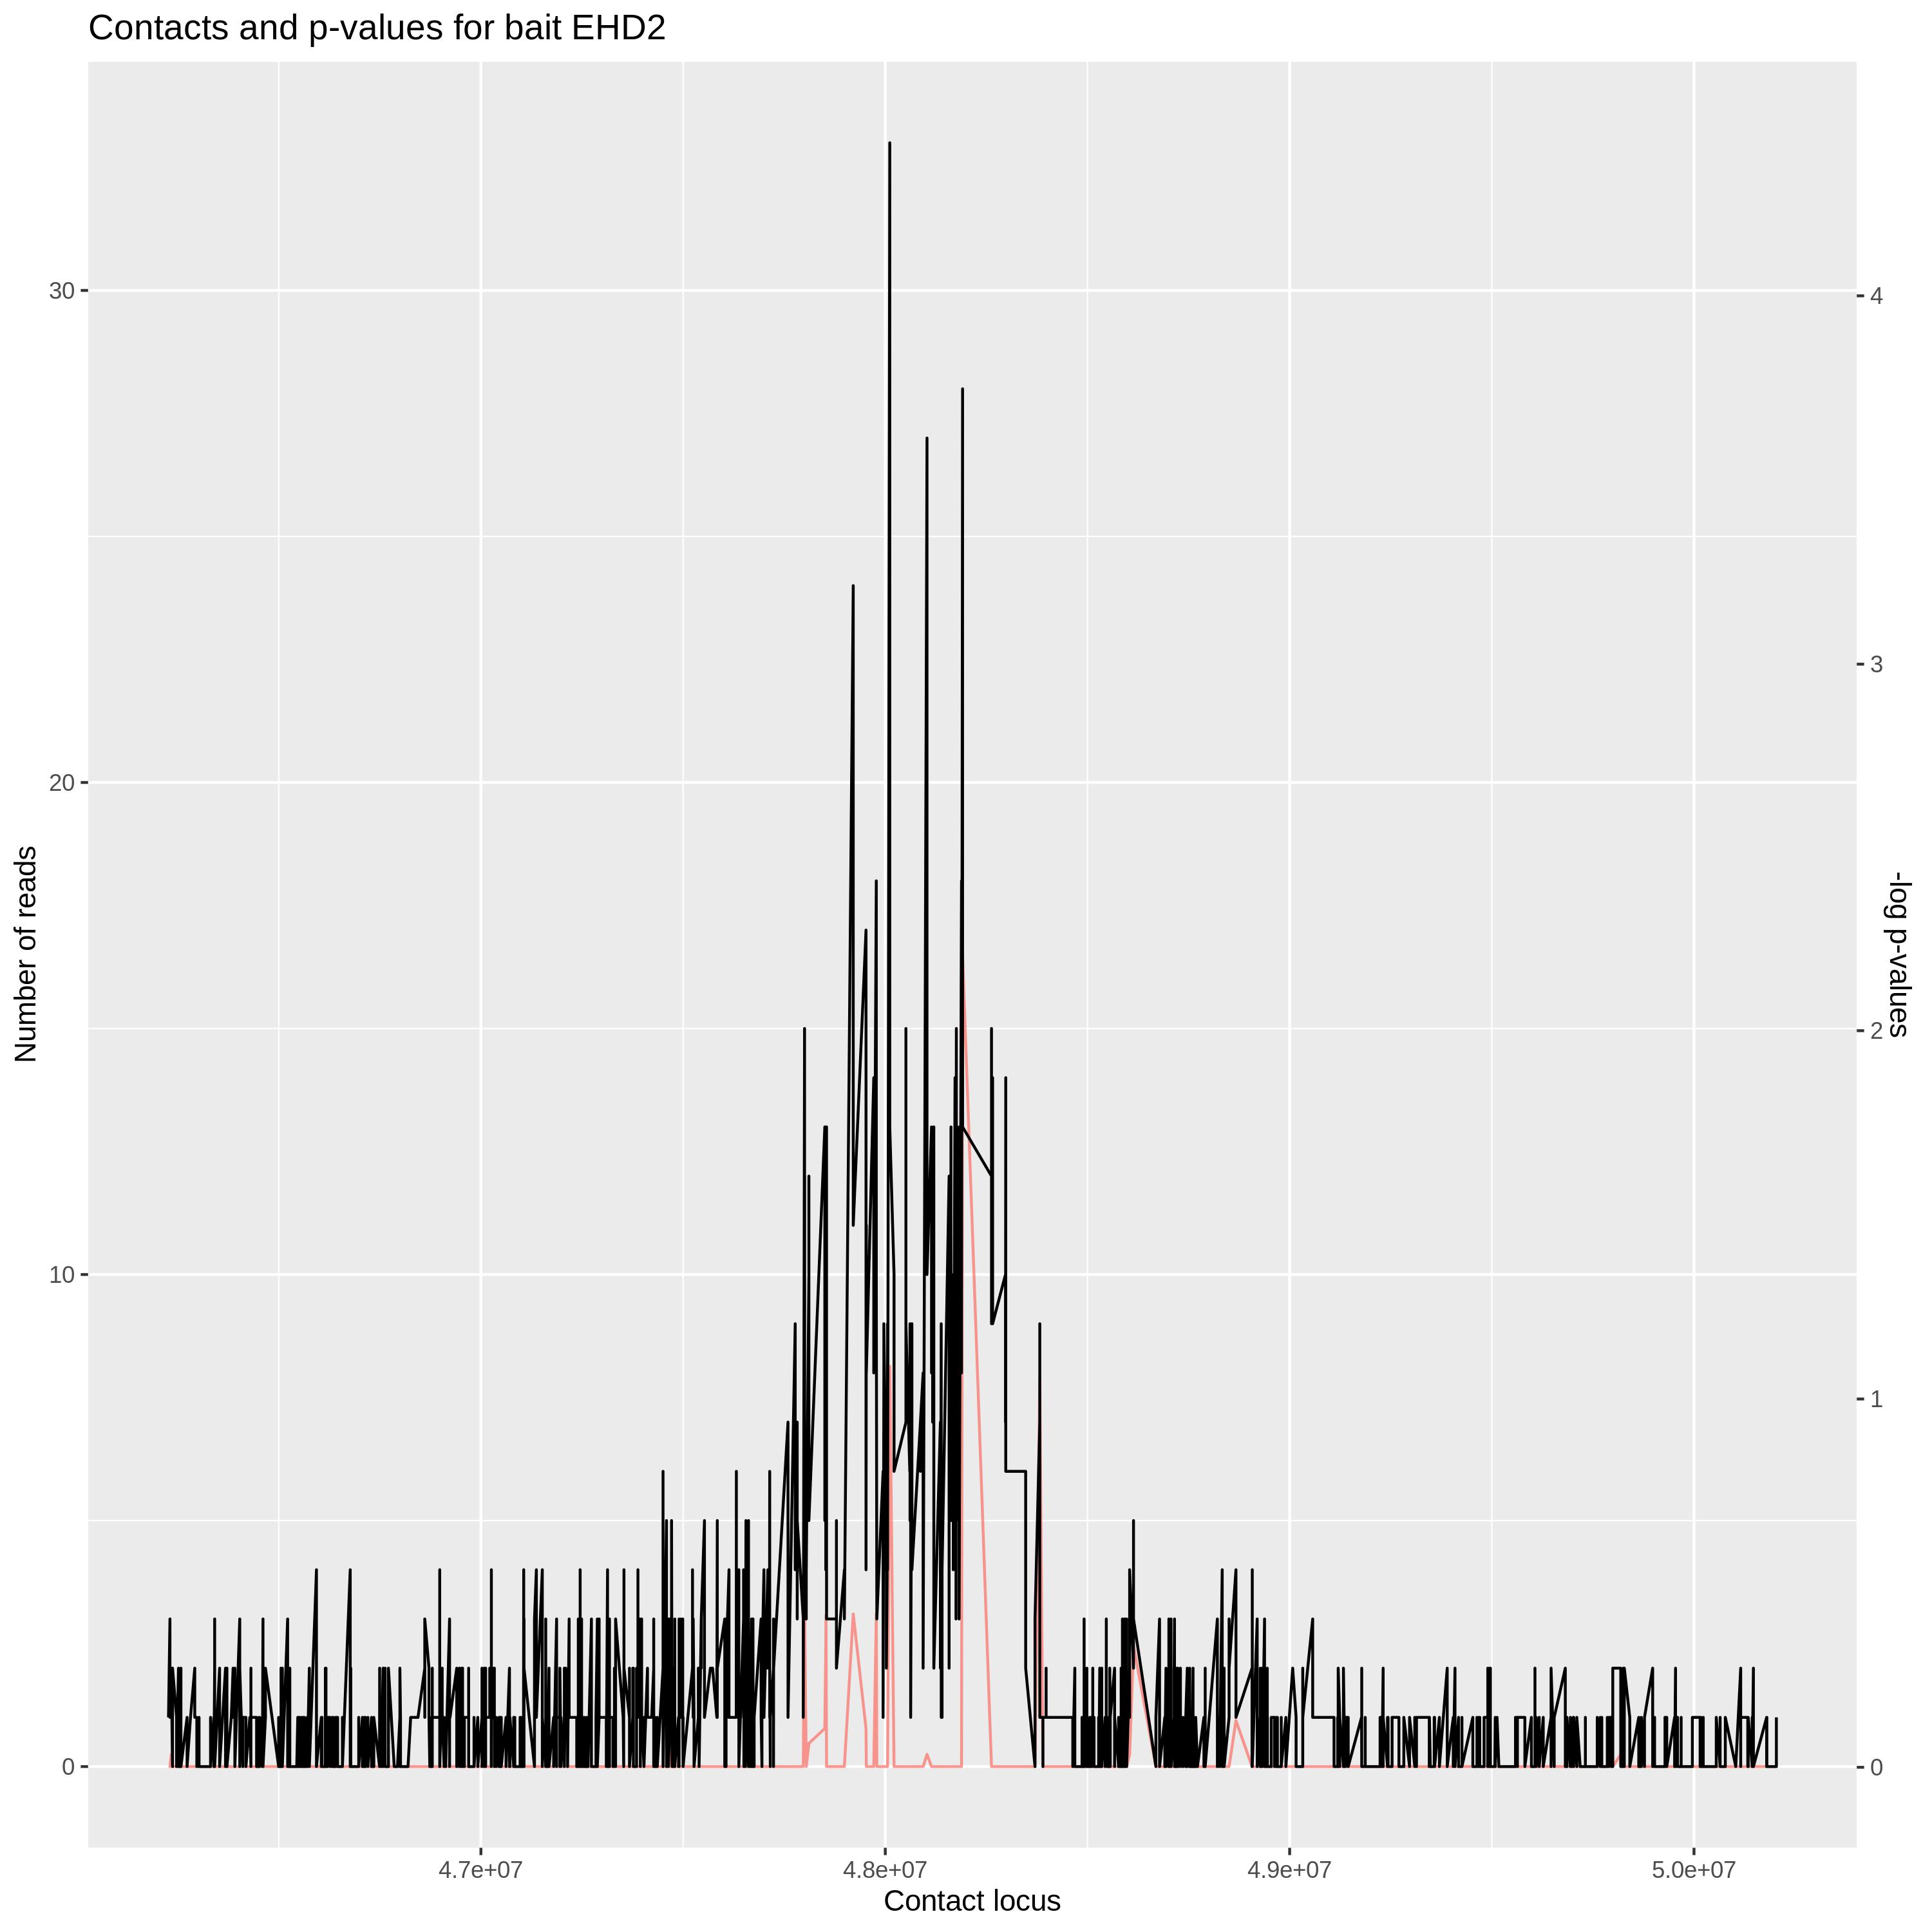 Contacts and p-values for bait EHD2
30
20
10
0
Number of reads
4
3
2
1
0
-log p-values
4.7e+07
4.8e+07
4.9e+07
5.0e+07
Contact locus